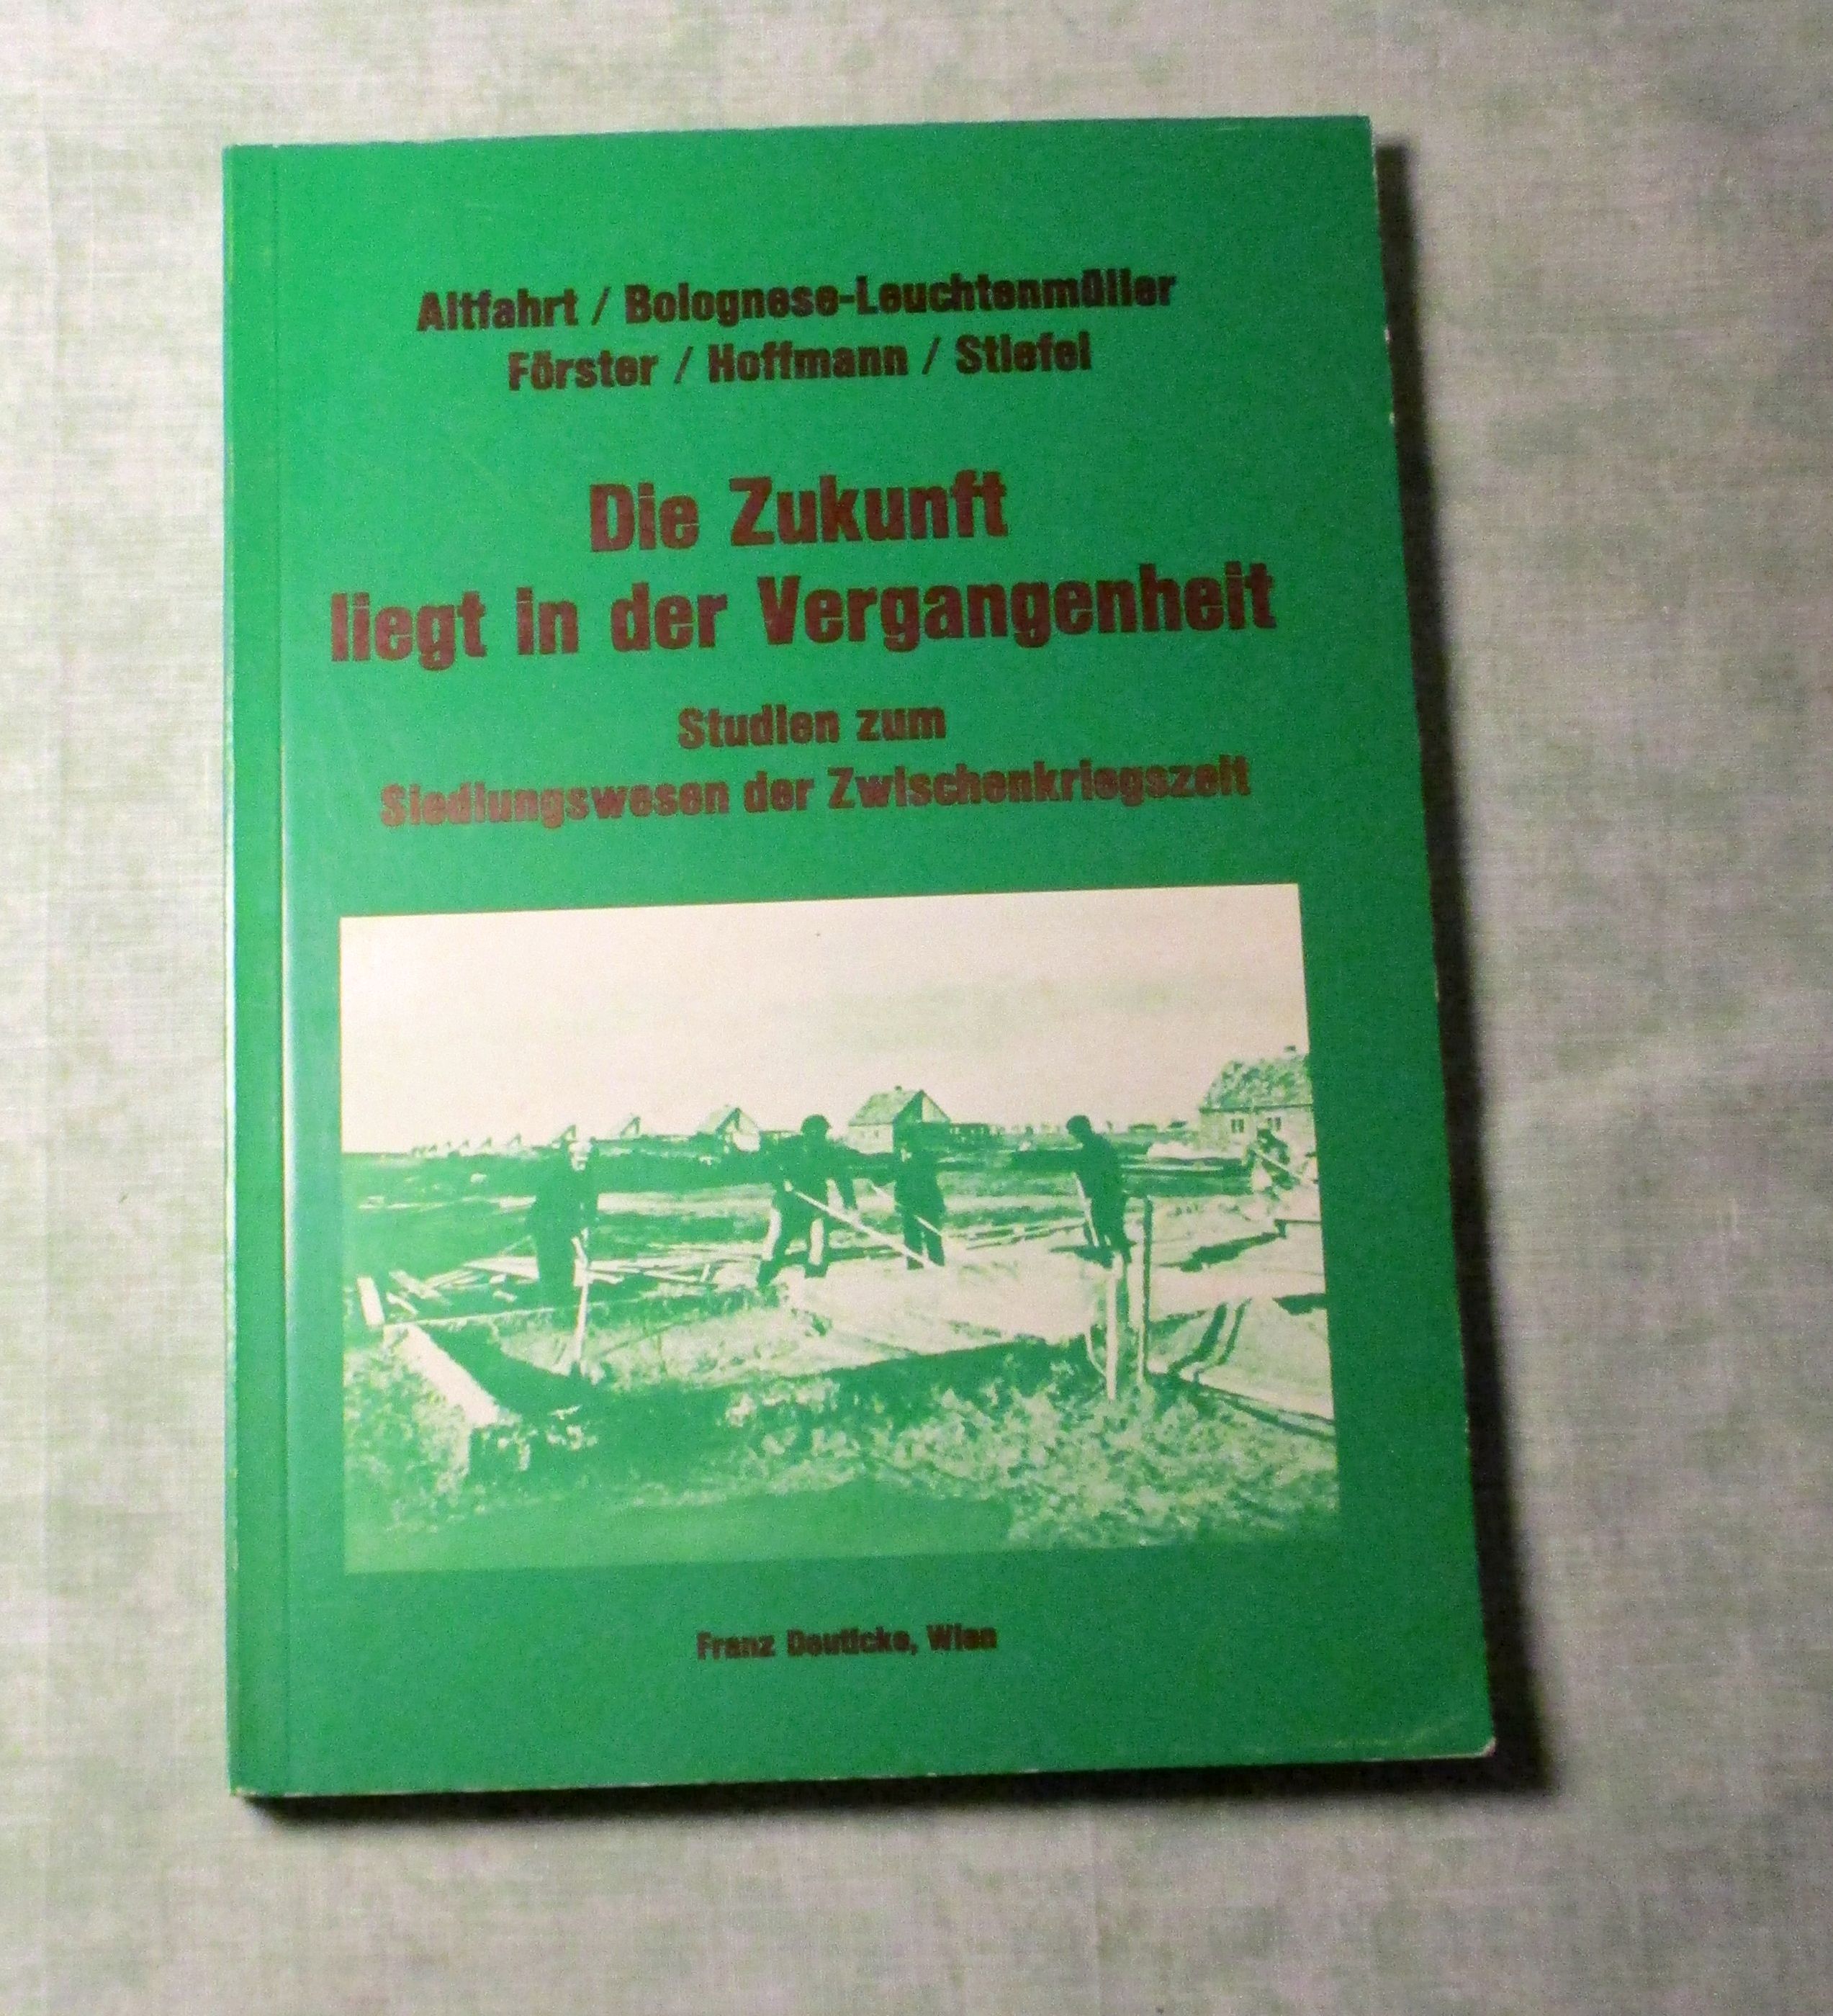 Altfahrt / Bolognese-Leuchtenmüller
Förster / Hoffmann / Stiefel
Die Zukunft
liegt in der Vergangenheit
Studien zum
Siedlungswesen der Zwischenkriegszeit
Franz Deuticke, Wien